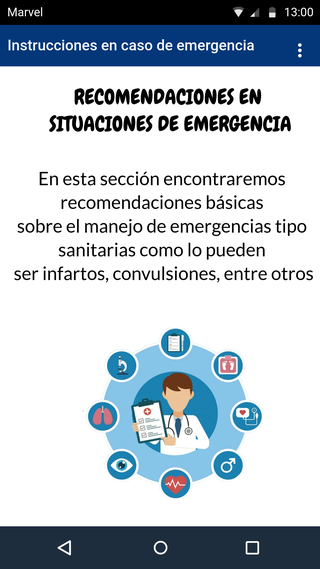 Marvel 13:00
Instrucciones en caso de emergencia
RECOMENDACIONES EN
SITUACIONES DE EMERGENCIA
En esta sección encontraremos
recomendaciones básicas
sobre el manejo de emergencias tipo
sanitarias como lo pueden
ser infartos, convulsiones, entre otros